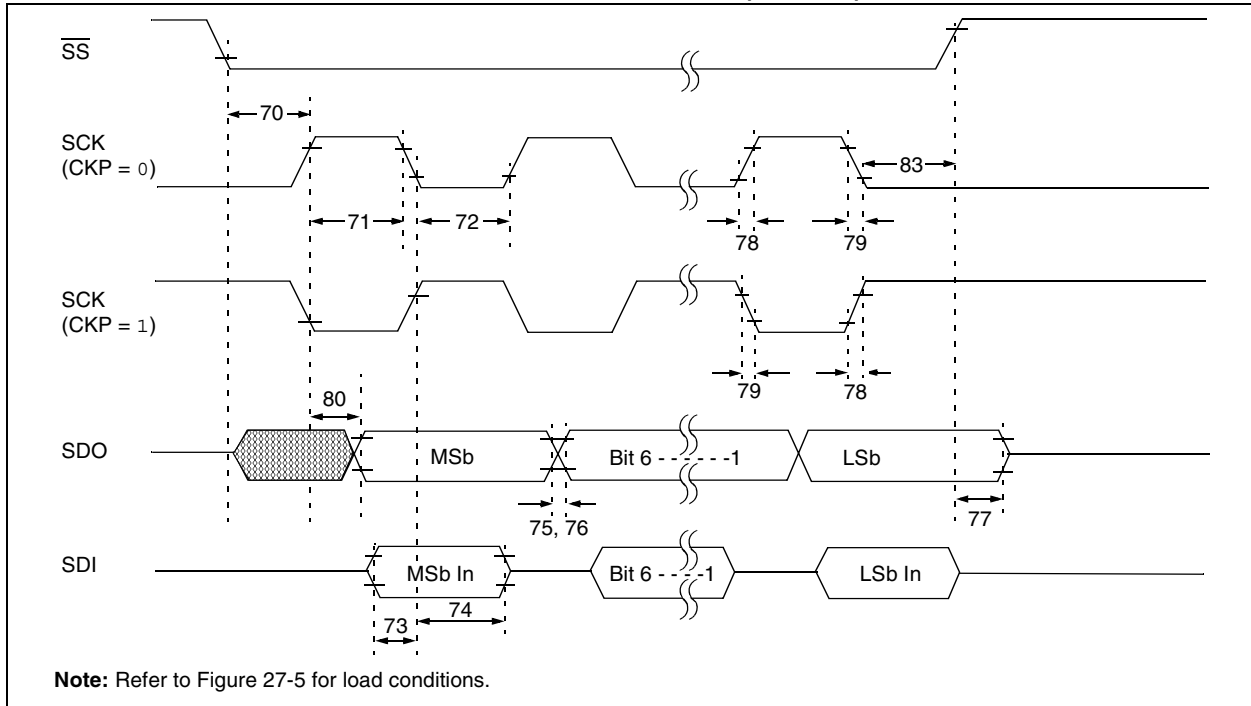 SS
70
SCK
(CKP = 0)
83
71
72
78
79
SCK
(CKP = 1)
79
78
80
SDO
MSb
Bit 6 - - - - - -1
LSb
75, 76
77
SDI
MSb In
Bit 6 - - - -1
LSb In
73
74
Note: Refer to Figure 27-5 for load conditions.